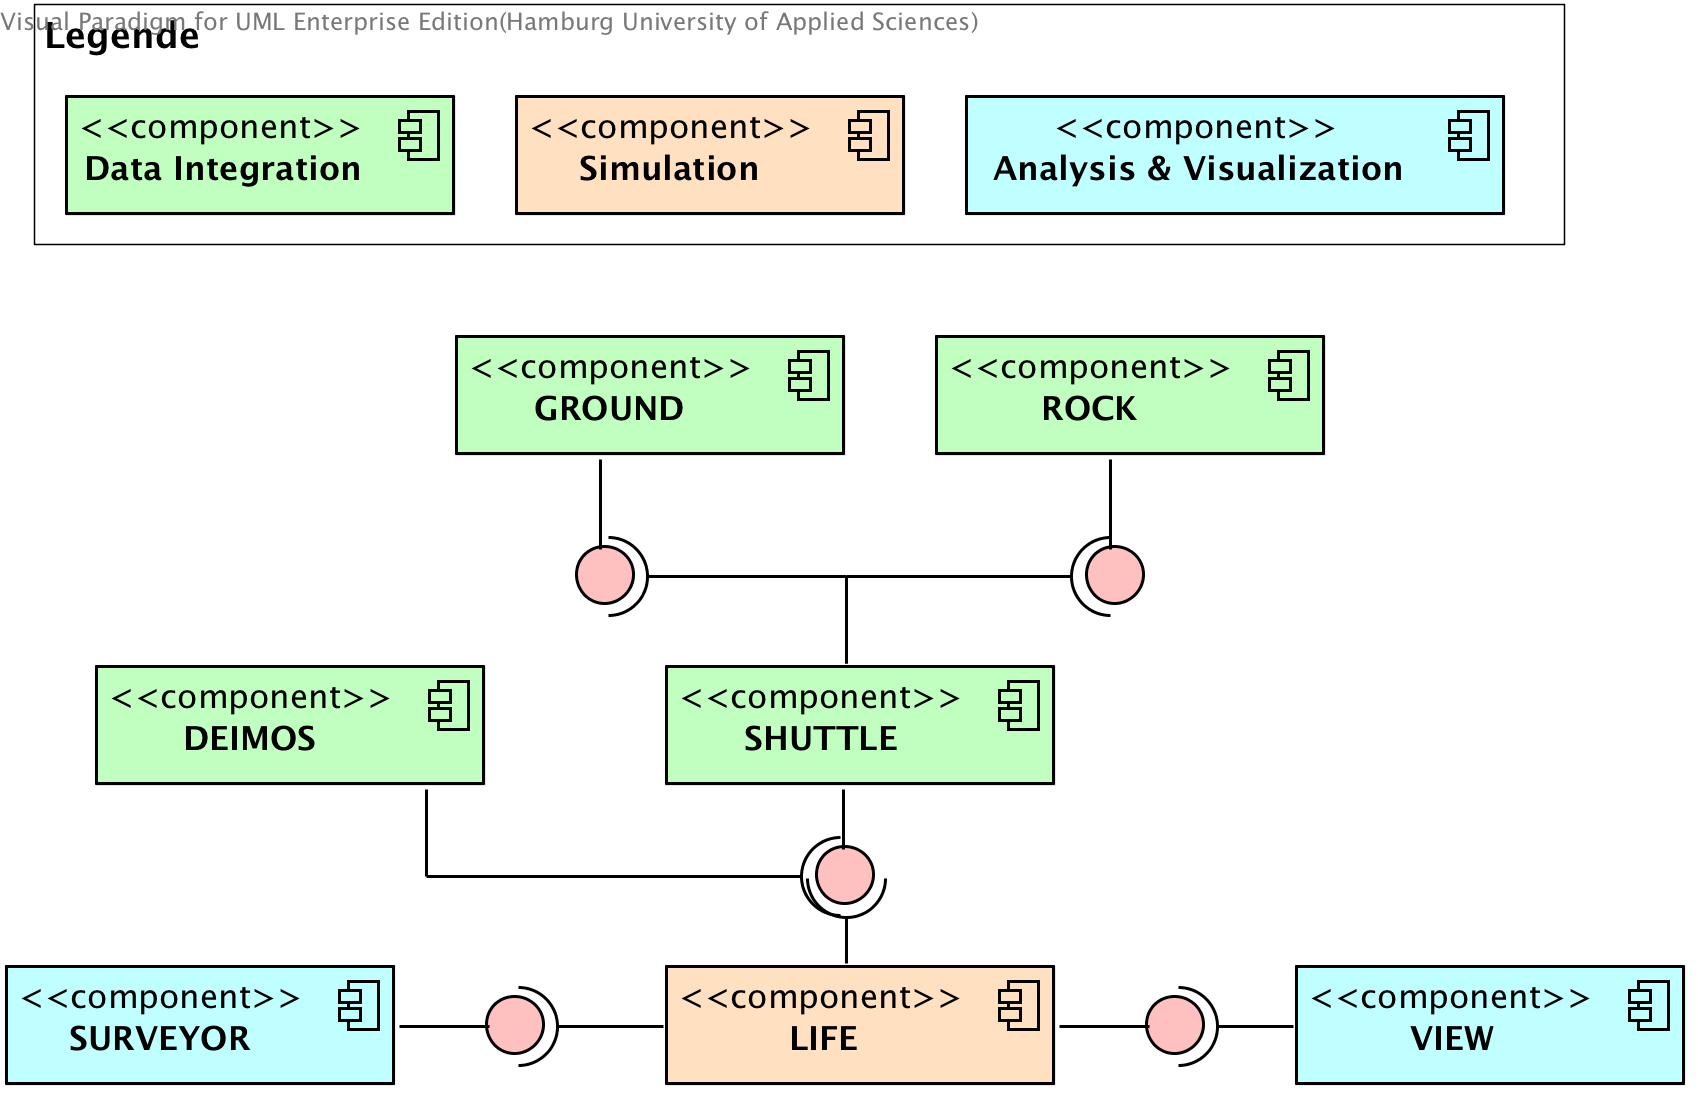 Visual Paradigm for UML Enterprise Edition(Hamburg University of Applied Sciences)
Legende
<<component>>
Data Integration
<<component>>
Simulation
<<component>>
Analysis & Visualization
<<component>>
GROUND
<<component>>
ROCK
<<component>>
DEIMOS
<<component>>
SHUTTLE
<<component>>
SURVEYOR
<<component>>
LIFE
<<component>>
VIEW